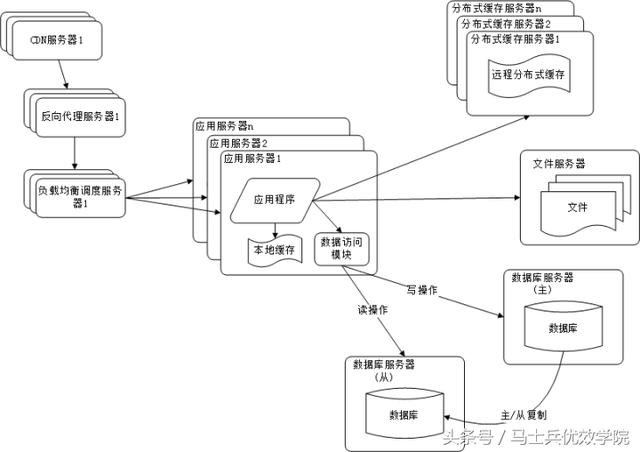 CDN服务器1
反向代理服务器1
负载均衡调度服务
器1
应用服务器n
应用服务器2
应用服务器1
应用程序
本地缓存
数据访问
模块
分布式缓存服务器n
分布式缓存服务器2
分布式缓存服务器1
远程分布式缓存
文件服务器
文件
写操作
读操作
数据库服务器
(主)
数据库
数据库服务器
(从)
数据库
主/从复制
头条号 / 马士兵优效学院